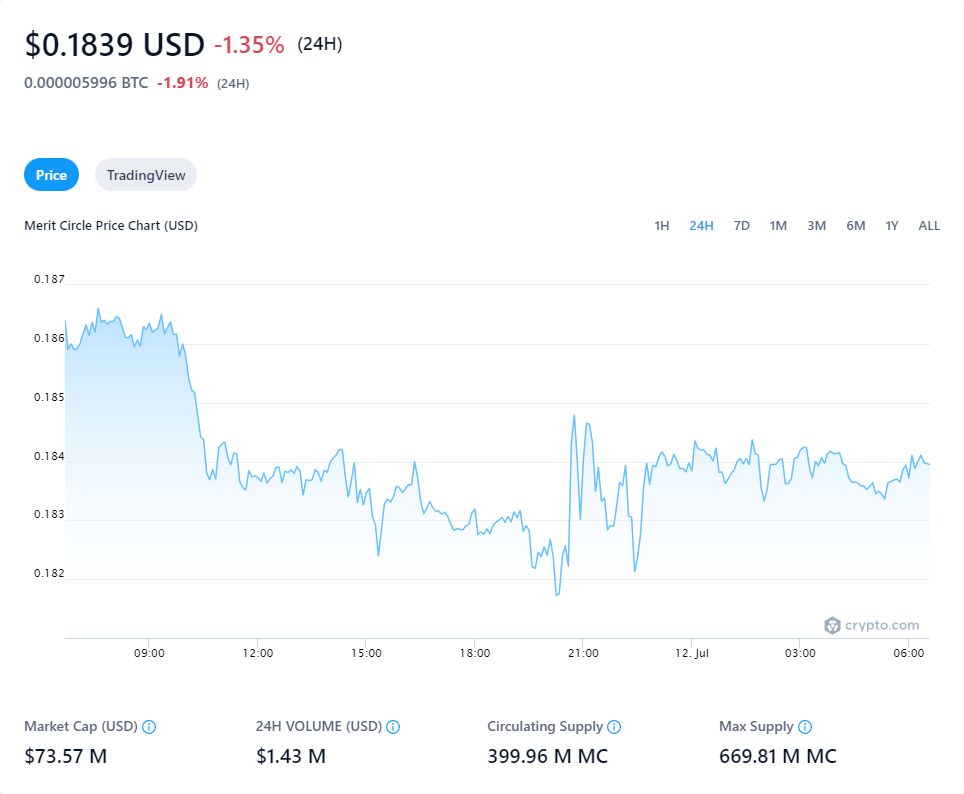 $0.1839 USD -1.35% (24H)
0.000005996 BTC -1.91% (24H)
Price TradingView
Merit Circle Price Chart (USD) 1H 24H 7D 1M 3M 6M 1Y ALL
0.187
0.186
0.185
0.184
0.183
0.182
crypto.com
09:00 12:00 15:00 18:00 21:00 12. Jul 03:00 06:00
Market Cap (USD) 24H VOLUME (USD) Circulating Supply Max Supply
$73.57 M $1.43 M 399.96 M MC 669.81 M MC